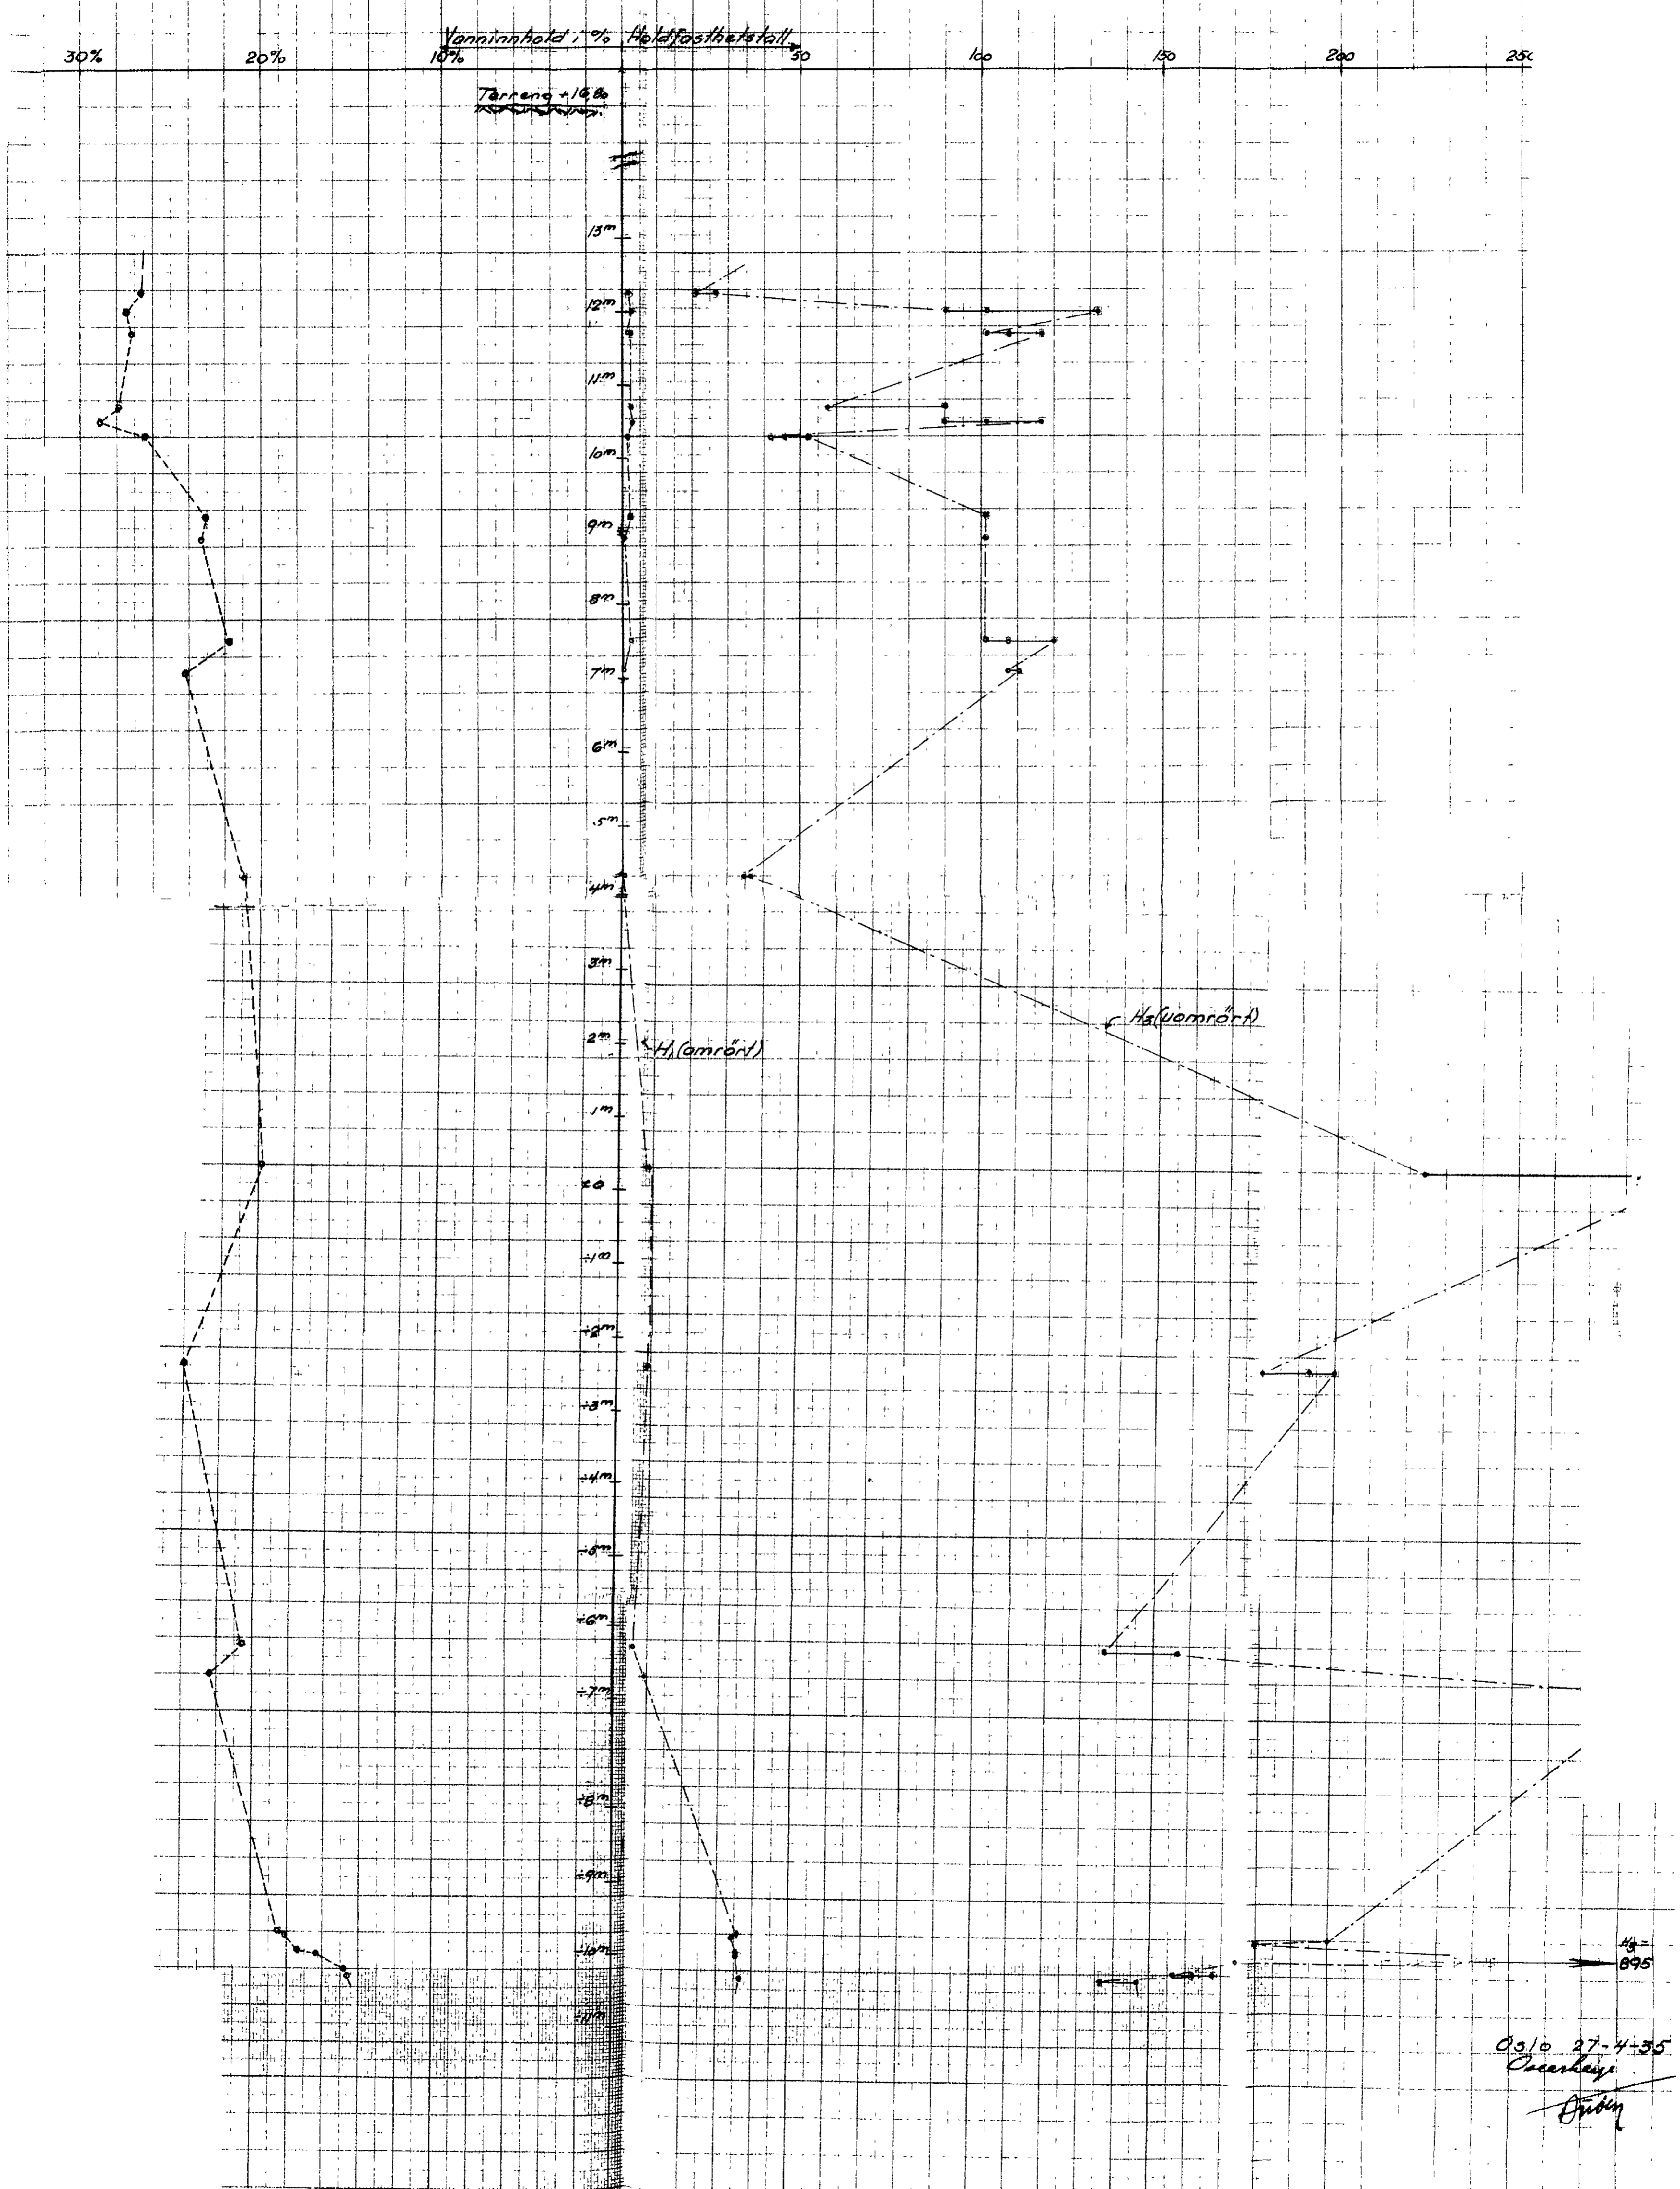 Vanninnhold i % Holdfasthetstall
30% 20% 10% 50 100 150 200 250
Terreng +16,80
13m
12m
11m
10m
9m
8m
7m
6m
5m
4m
3m
H3 (uomrört)
2m
H1 (omrört)
1m
±0
÷1m
÷2m
÷3m
÷4m
÷5m
÷6m
÷7m
÷8m
÷9m
÷10m
H3=
895
÷11m
Oslo 27-4-35